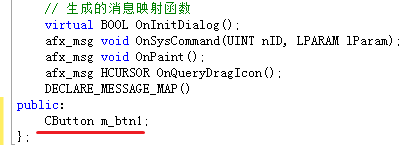 // 生成的消息映射函数
virtual BOOL OnInitDialog();
afx_msg void OnSysCommand(UINT nID, LPARAM lParam);
afx_msg void OnPaint();
afx_msg HCURSOR OnQueryDragIcon();
DECLARE_MESSAGE_MAP()
public:
CButton m_btn1;
};